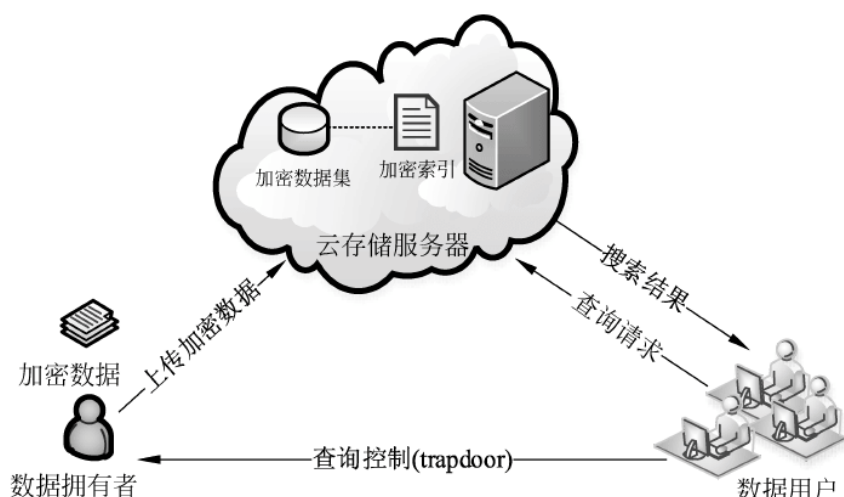 加密数据集
加密索引
云存储服务器
搜索结果
上传加密数据
查询请求
加密数据
查询控制(trapdoor)
数据拥有者
数据用户